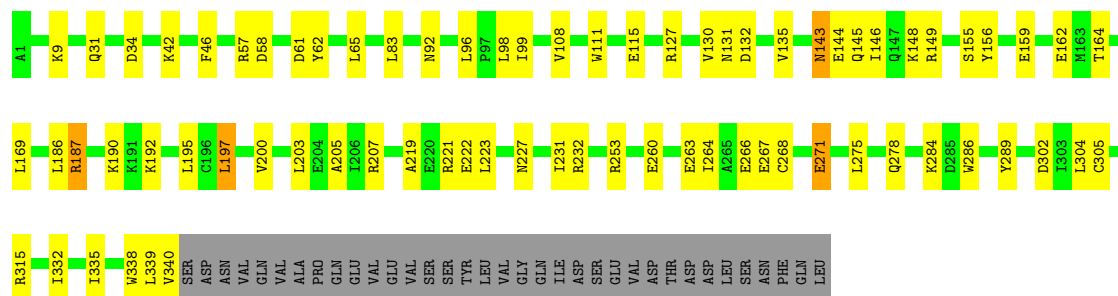 A1 K9 Q31 D34 K42 F46 R57 D58 D61 Y62 L65 L83 N92 L96 P97 L98 I99 V108 W111 E115 R127 V130 N131 D132 V135 N143 E144 Q145 I146 Q147 K148 R149 S155 Y156 E159 E162 M163 T164
L169 L186 R187 K190 K191 K192 L195 C196 L197 V200 L203 E204 A205 I206 R207 A219 E220 R221 E222 L223 N227 I231 R232 R253 E260 E263 I264 A265 E266 E267 C268 E271 L275 Q278 K284 D285 W286 Y289 D302 I303 L304 C305
R315 I332 I335 W338 L339 V340 SER ASP ASN VAL GLN VAL ALA PRO GLN GLU VAL GLU VAL SER SER TYR LEU VAL GLY GLN ILE ASP SER GLU VAL ASP THR ASP ASP LEU SER ASN PHE GLN LEU